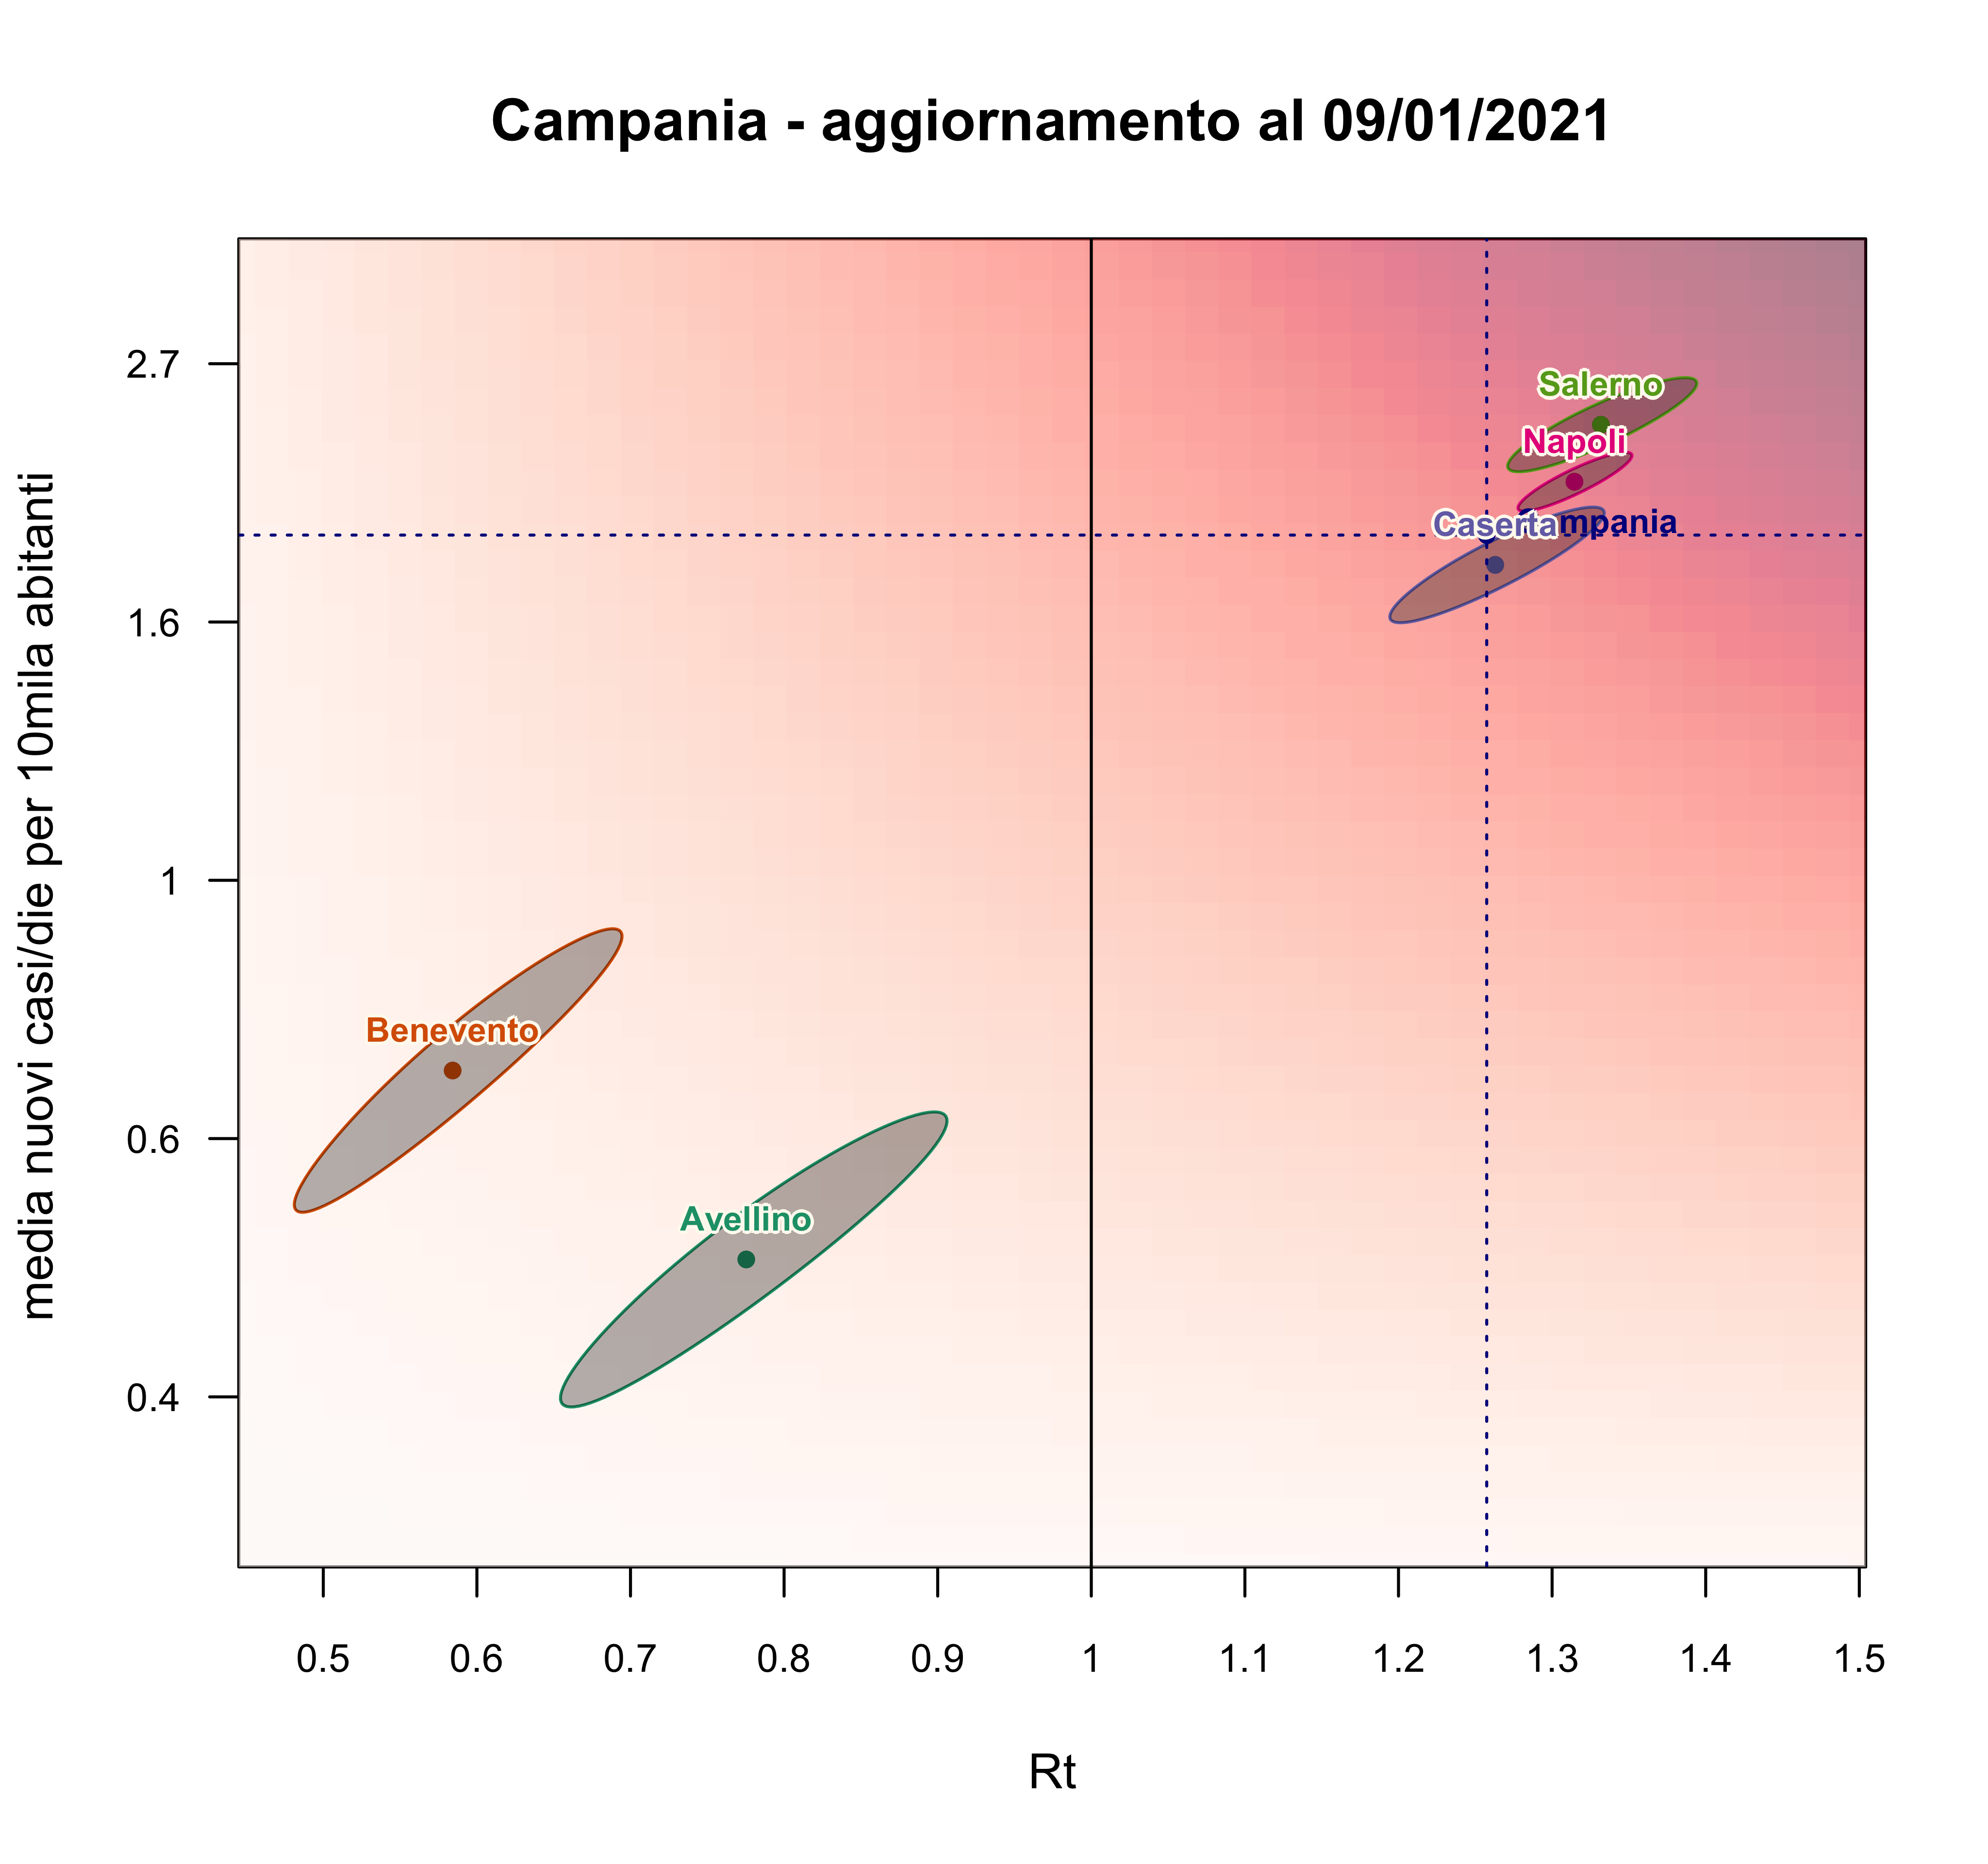 Campania - aggiornamento al 09/01/2021
media nuovi casi/die per 10mila abitanti
2.7
1.6
1
0.6
0.4
Salerno
Napoli
Caserta
mpania
Benevento
Avellino
0.5 0.6 0.7 0.8 0.9 1 1.1 1.2 1.3 1.4 1.5
Rt